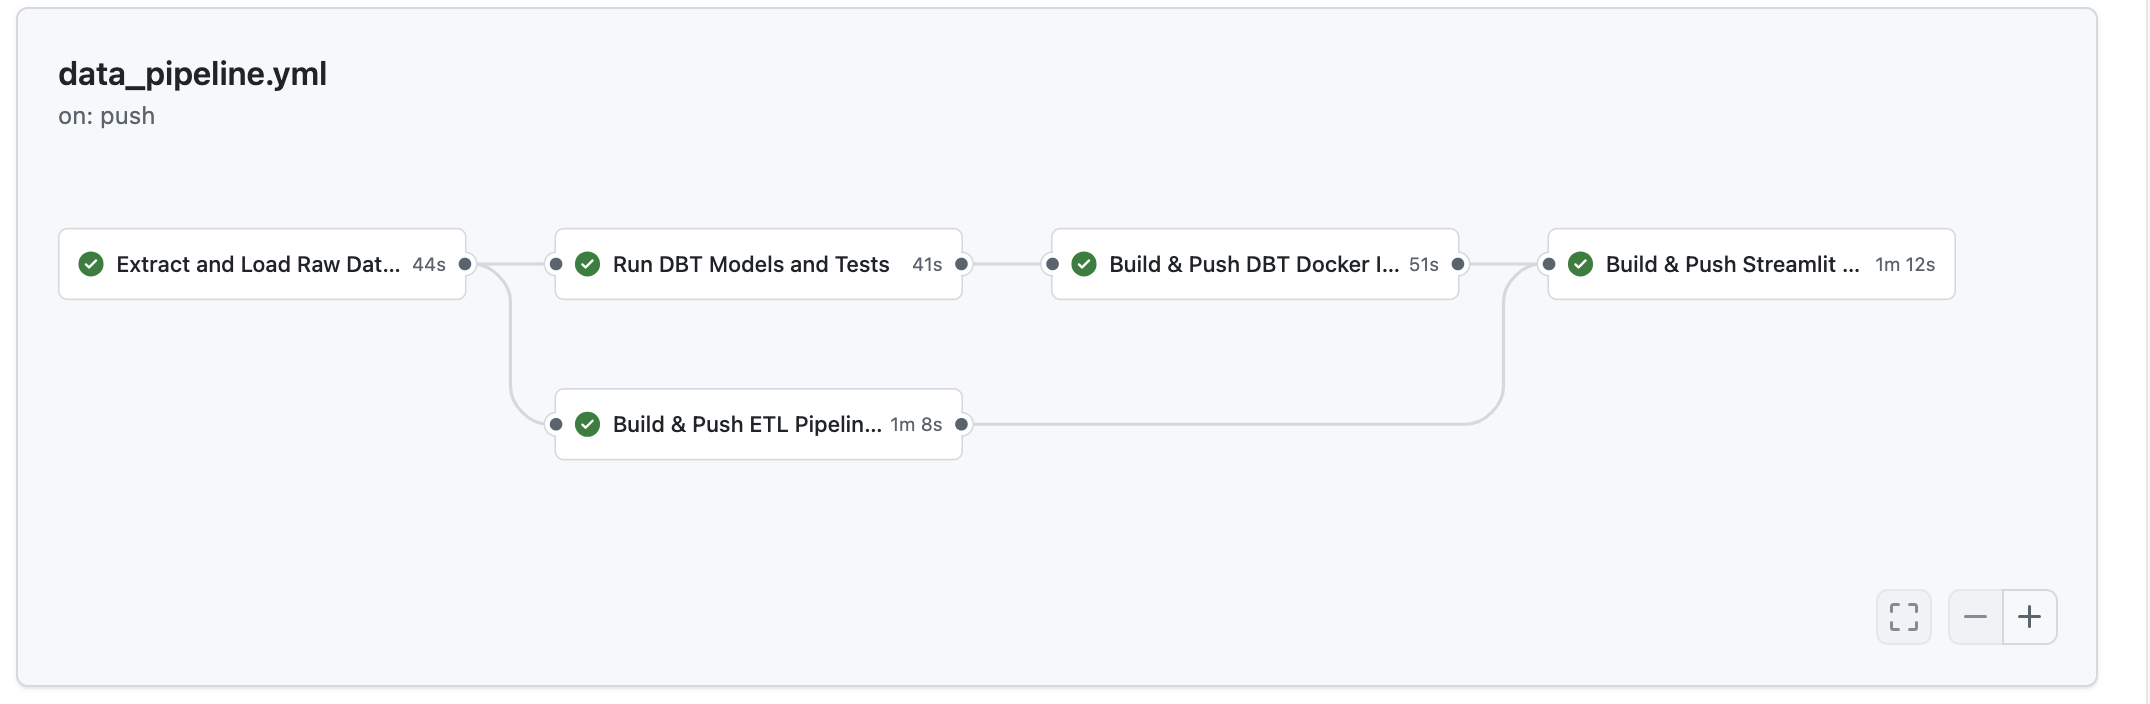 data_pipeline.yml
on: push
Extract and Load Raw Dat... 44s
Run DBT Models and Tests 41s
Build & Push DBT Docker I... 51s
Build & Push Streamlit ... 1m 12s
Build & Push ETL Pipelin... 1m 8s